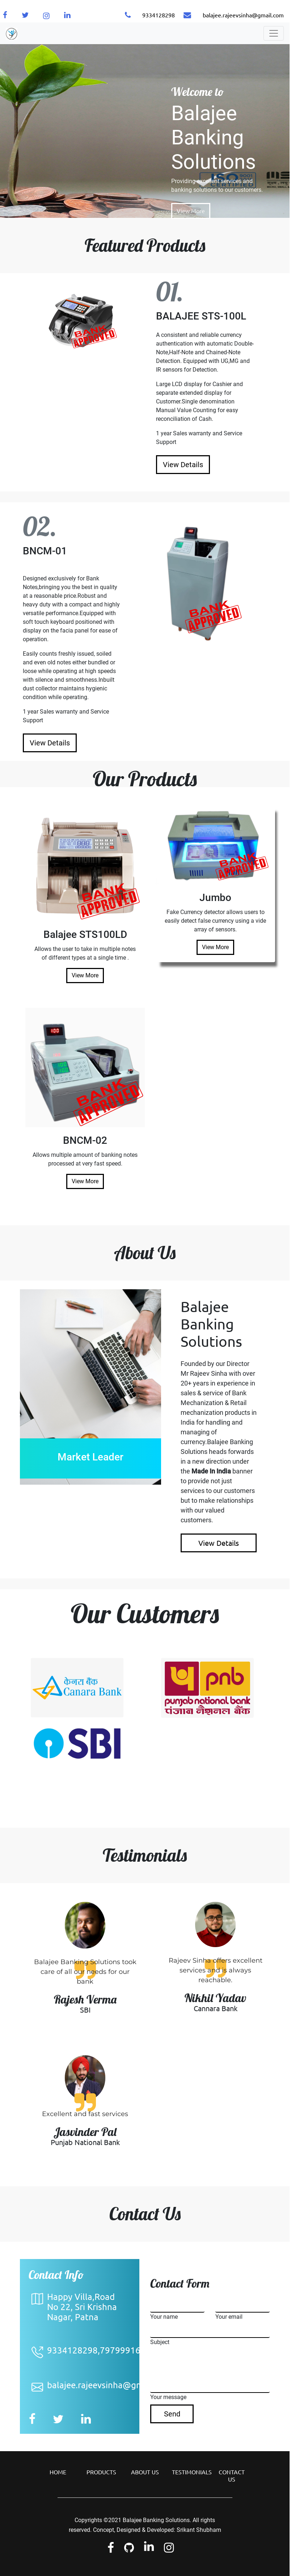 9334128298
balajee.rajeevsinha@gmail.com
Welcome to
Balajee
Banking
Solutions
Providing services and
banking solutions to our customers.
ISO
Featured Products
BANK
APPROVED
01.
BALAJEE STS-100L
A consistent and reliable currency
authentication with automatic Double-
Note,Half-Note and Chained-Note
Detection. Equipped with UG,MG and
IR sensors for Detection.
Large LCD display for Cashier and
separate extended display for
Customer.Single denomination
Manual Value Counting for easy
reconciliation of Cash.
1 year Sales warranty and Service
Support
View Details
02.
BNCM-01
Designed exclusively for Bank
Notes,bringing you the best in quality
at a reasonable price.Robust and
heavy duty with a compact and highly
versatile performance.Equipped with
soft touch keyboard positioned with
display on the facia panel for ease of
operation.
Easily counts freshly issued, soiled
and even old notes either bundled or
loose while operating at high speeds
with silence and smoothness.Inbuilt
dust collector maintains hygienic
condition while operating.
1 year Sales warranty and Service
Support
View Details
BANK
APPROVED
Our Products
BANK
APPROVED
Balajee STS100LD
Allows the user to take in multiple notes
of different types at a single time .
View More
BANK
APPROVED
Jumbo
Fake Currency detector allows users to
easily detect false currency using a vide
array of sensors.
View More
BANK
APPROVED
BNCM-02
Allows multiple amount of banking notes
processed at very fast speed.
View More
About Us
Market Leader
Balajee
Banking
Solutions
Founded by our Director
Mr Rajeev Sinha with over
20+ years in experience in
sales & service of Bank
Mechanization & Retail
mechanization products in
India for handling and
managing of
currency.Balajee Banking
Solutions heads forwards
in a new direction under
the Made In India banner
to provide not just
services to our customers
but to make relationships
with our valued
customers.
View Details
Our Customers
केनरा बैंक
Canara Bank
pnb
punjab national bank
पंजाब नैशनल बैंक
SBI
Testimonials
Balajee Banking Solutions took
care of all our needs for our
bank
Rajesh Verma
SBI
Rajeev Sinha offers excellent
services and is always
reachable.
Nikhil Yadav
Cannara Bank
Excellent and fast services
Jasvinder Pal
Punjab National Bank
Contact Us
Contact Info
Happy Villa,Road
No 22, Sri Krishna
Nagar, Patna
9334128298,79799916
balajee.rajeevsinha@gm
Contact Form
Your name
Your email
Subject
Your message
Send
HOME
PRODUCTS
ABOUT US
TESTIMONIALS
CONTACT
US
Copyrights ©2021 Balajee Banking Solutions. All rights
reserved. Concept, Designed & Developed: Srikant Shubham